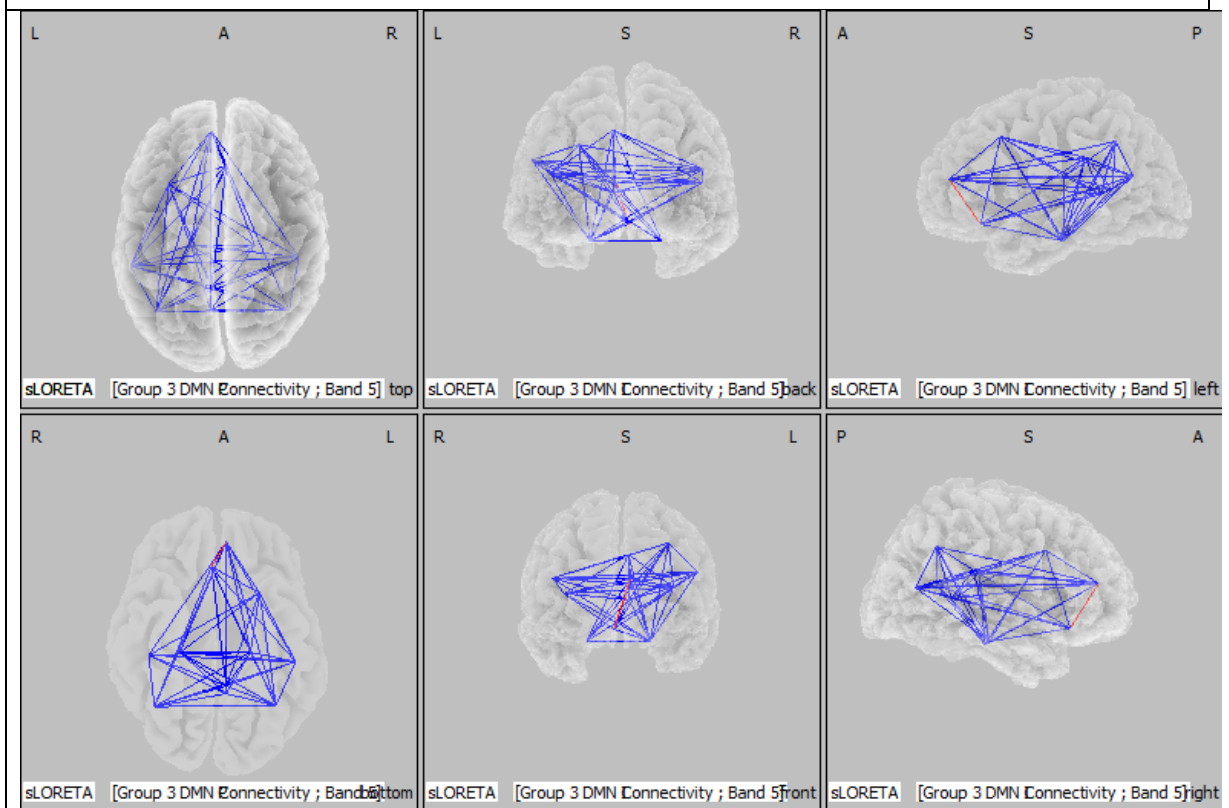 L A R
L S R
A S P
sLORETA [Group 3 DMN Connectivity ; Band 5] top
sLORETA [Group 3 DMN Connectivity ; Band 5] back
sLORETA [Group 3 DMN Connectivity ; Band 5] left
R A L
R S L
P S A
sLORETA [Group 3 DMN Connectivity ; Band 5] bottom
sLORETA [Group 3 DMN Connectivity ; Band 5] front
sLORETA [Group 3 DMN Connectivity ; Band 5] right